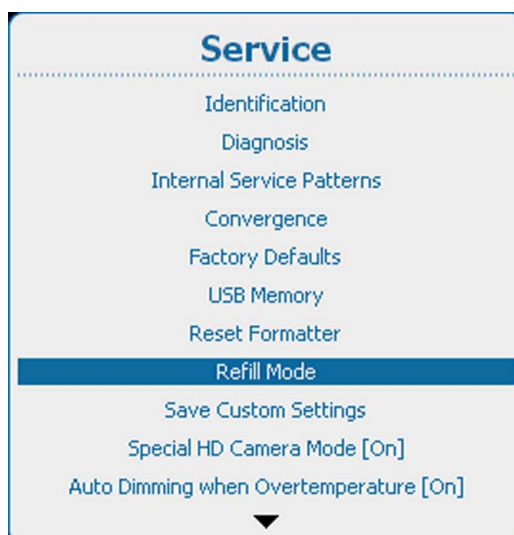 Service
Identification
Diagnosis
Internal Service Patterns
Convergence
Factory Defaults
USB Memory
Reset Formatter
Refill Mode
Save Custom Settings
Special HD Camera Mode [On]
Auto Dimming when Overtemperature [On]